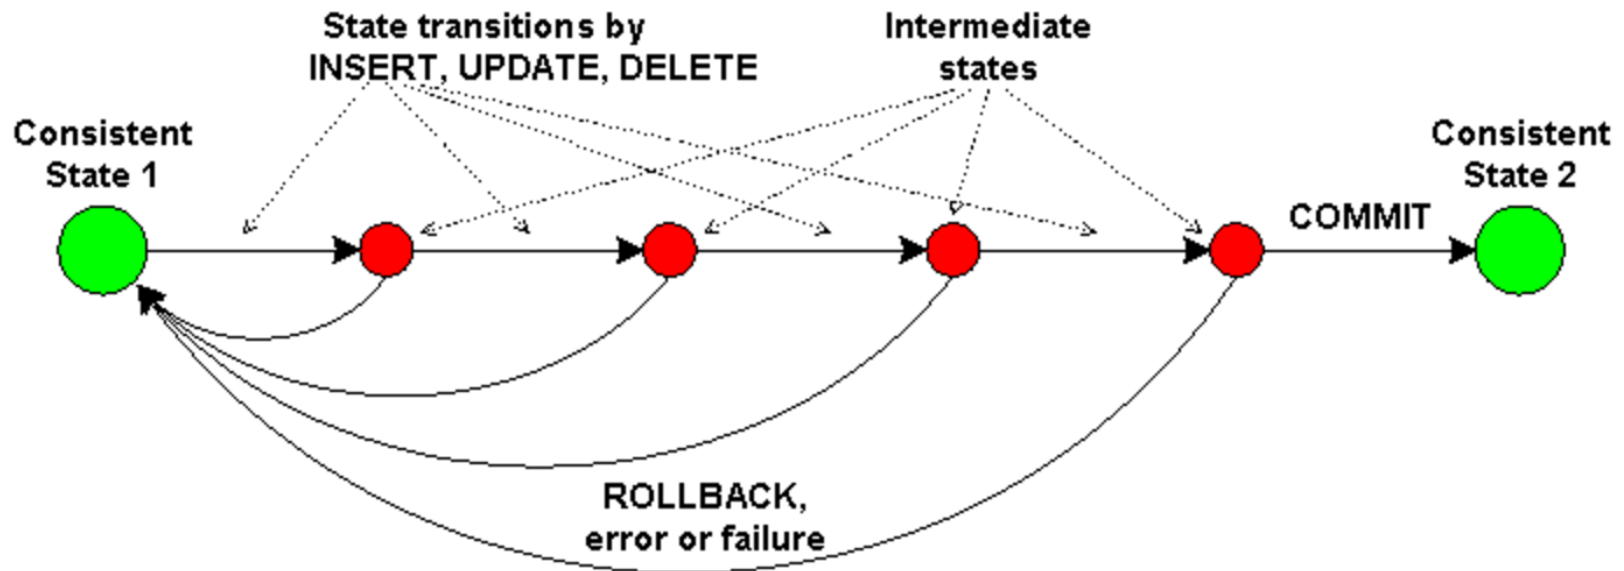 State transitions by
INSERT, UPDATE, DELETE
Intermediate
states
Consistent
State 1
Consistent
State 2
COMMIT
ROLLBACK,
error or failure